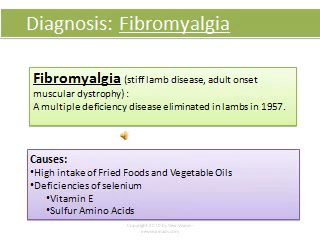 Diagnosis: Fibromyalgia
Fibromyalgia (stiff lamb disease, adult onset
muscular dystrophy) :
A multiple deficiency disease eliminated in lambs in 1957.
Causes:
•High intake of Fried Foods and Vegetable Oils
•Deficiencies of selenium
•Vitamin E
•Sulfur Amino Acids